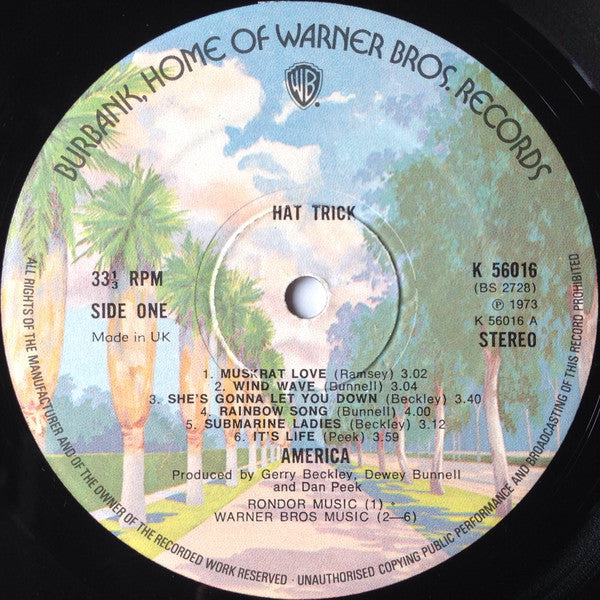 BURBANK, HOME OF WARNER BROS. RECORDS
WB
HAT TRICK
33⅓ RPM
SIDE ONE
Made in UK
K 56016
(BS 2728)
℗ 1973
K 56016 A
STEREO
1. MUSKRAT LOVE (Ramsey) 3.02
2. WIND WAVE (Bunnell) 3.04
3. SHE'S GONNA LET YOU DOWN (Beckley) 3.40
4. RAINBOW SONG (Bunnell) 4.00
5. SUBMARINE LADIES (Beckley) 3.12
6. IT'S LIFE (Peek) 3.59
AMERICA
Produced by Gerry Beckley, Dewey Bunnell
and Dan Peek
RONDOR MUSIC (1)
WARNER BROS MUSIC (2—6)
ALL RIGHTS OF THE MANUFACTURER AND OF THE OWNER OF THE RECORDED WORK RESERVED · UNAUTHORISED COPYING PUBLIC PERFORMANCE AND BROADCASTING OF THIS RECORD PROHIBITED